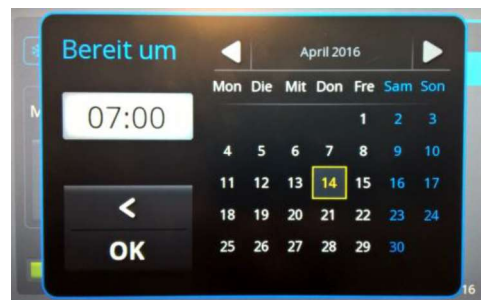 Bereit um
April 2016
Mon Die Mit Don Fre Sam Son
07:00
1 2 3
4 5 6 7 8 9 10
11 12 13 14 15 16 17
<
18 19 20 21 22 23 24
OK
25 26 27 28 29 30
M
16